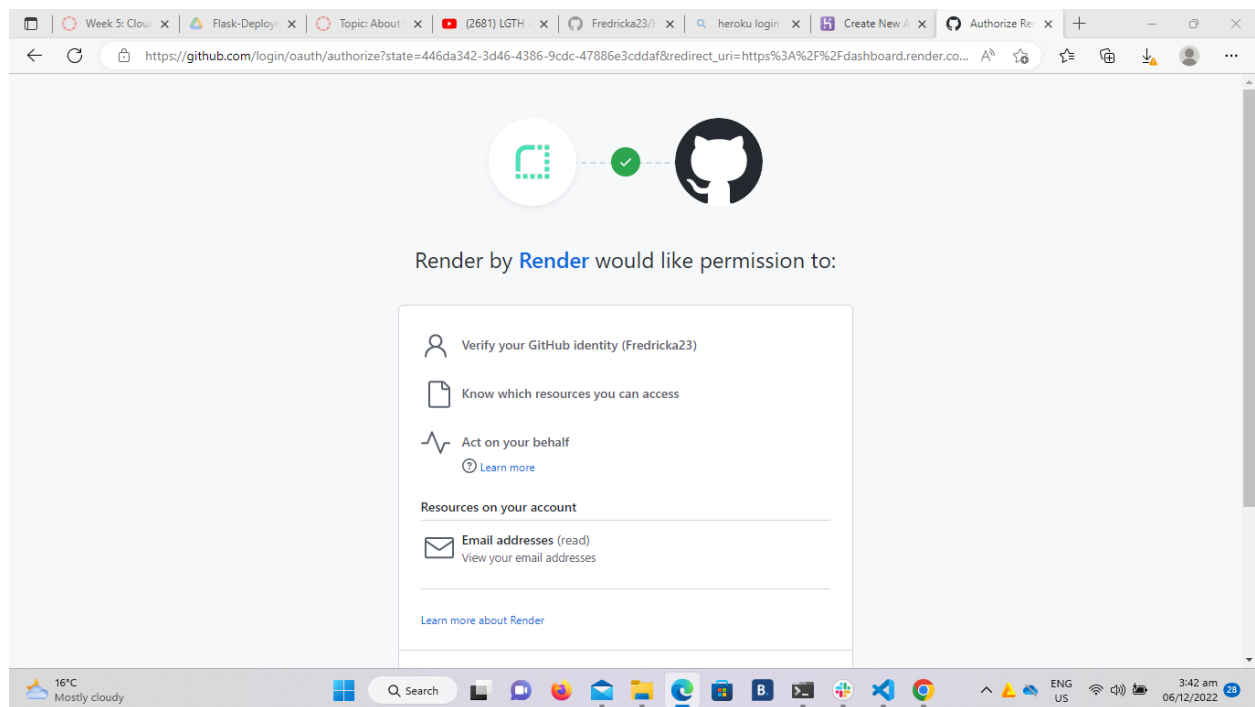 Week 5: Clou
Flask-Deploy
Topic: About
(2681) LGTH -
Fredricka23/
heroku login
Create New A
Authorize Re
https://github.com/login/oauth/authorize?state=446da342-3d46-4386-9cdc-47886e3cddaf&redirect_uri=https%3A%2F%2Fdashboard.render.co...
Render by Render would like permission to:
Verify your GitHub identity (Fredricka23)
Know which resources you can access
Act on your behalf
Learn more
Resources on your account
Email addresses (read)
View your email addresses
Learn more about Render
16°C
Mostly cloudy
Search
B.
ENG
US
3:42 am
06/12/2022
28